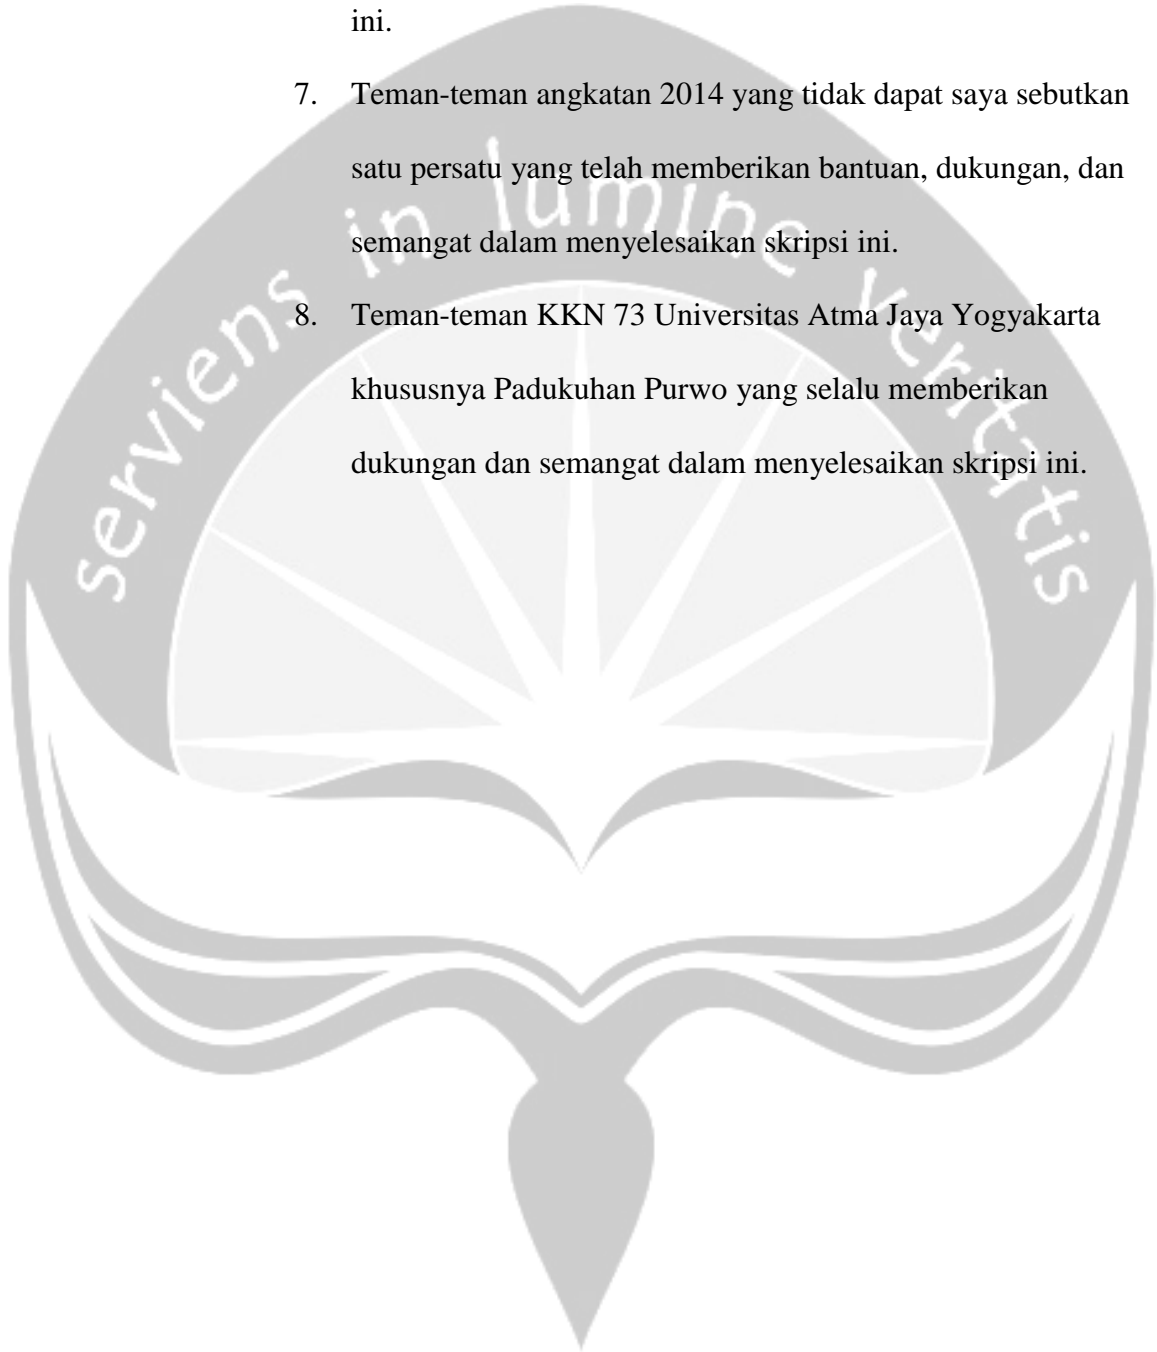 ini.
7. Teman-teman angkatan 2014 yang tidak dapat saya sebutkan
satu persatu yang telah memberikan bantuan, dukungan, dan
semangat dalam menyelesaikan skripsi ini.
8. Teman-teman KKN 73 Universitas Atma Jaya Yogyakarta
khususnya Padukuhan Purwo yang selalu memberikan
dukungan dan semangat dalam menyelesaikan skripsi ini.
serviens in lumine veritatis